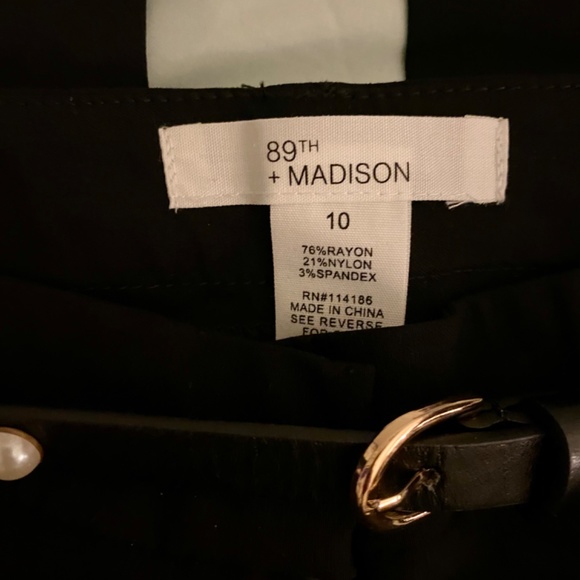 89TH
+ MADISON
10
76%RAYON
21%NYLON
3%SPANDEX
RN#114186
MADE IN CHINA
SEE REVERSE